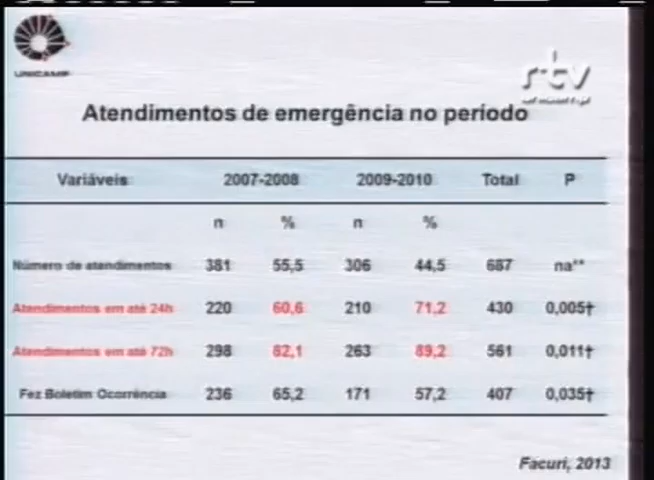 UNICAMP
rtv
unicamp
Atendimentos de emergência no período
Variáveis 2007-2008 2009-2010 Total P
n % n %
Número de atendimentos 381 55,5 306 44,5 687 na**
Atendimentos em até 24h 220 60,6 210 71,2 430 0,005†
Atendimentos em até 72h 298 82,1 263 89,2 561 0,011†
Fez Boletim Ocorrência 236 65,2 171 57,2 407 0,035†
Facuri, 2013